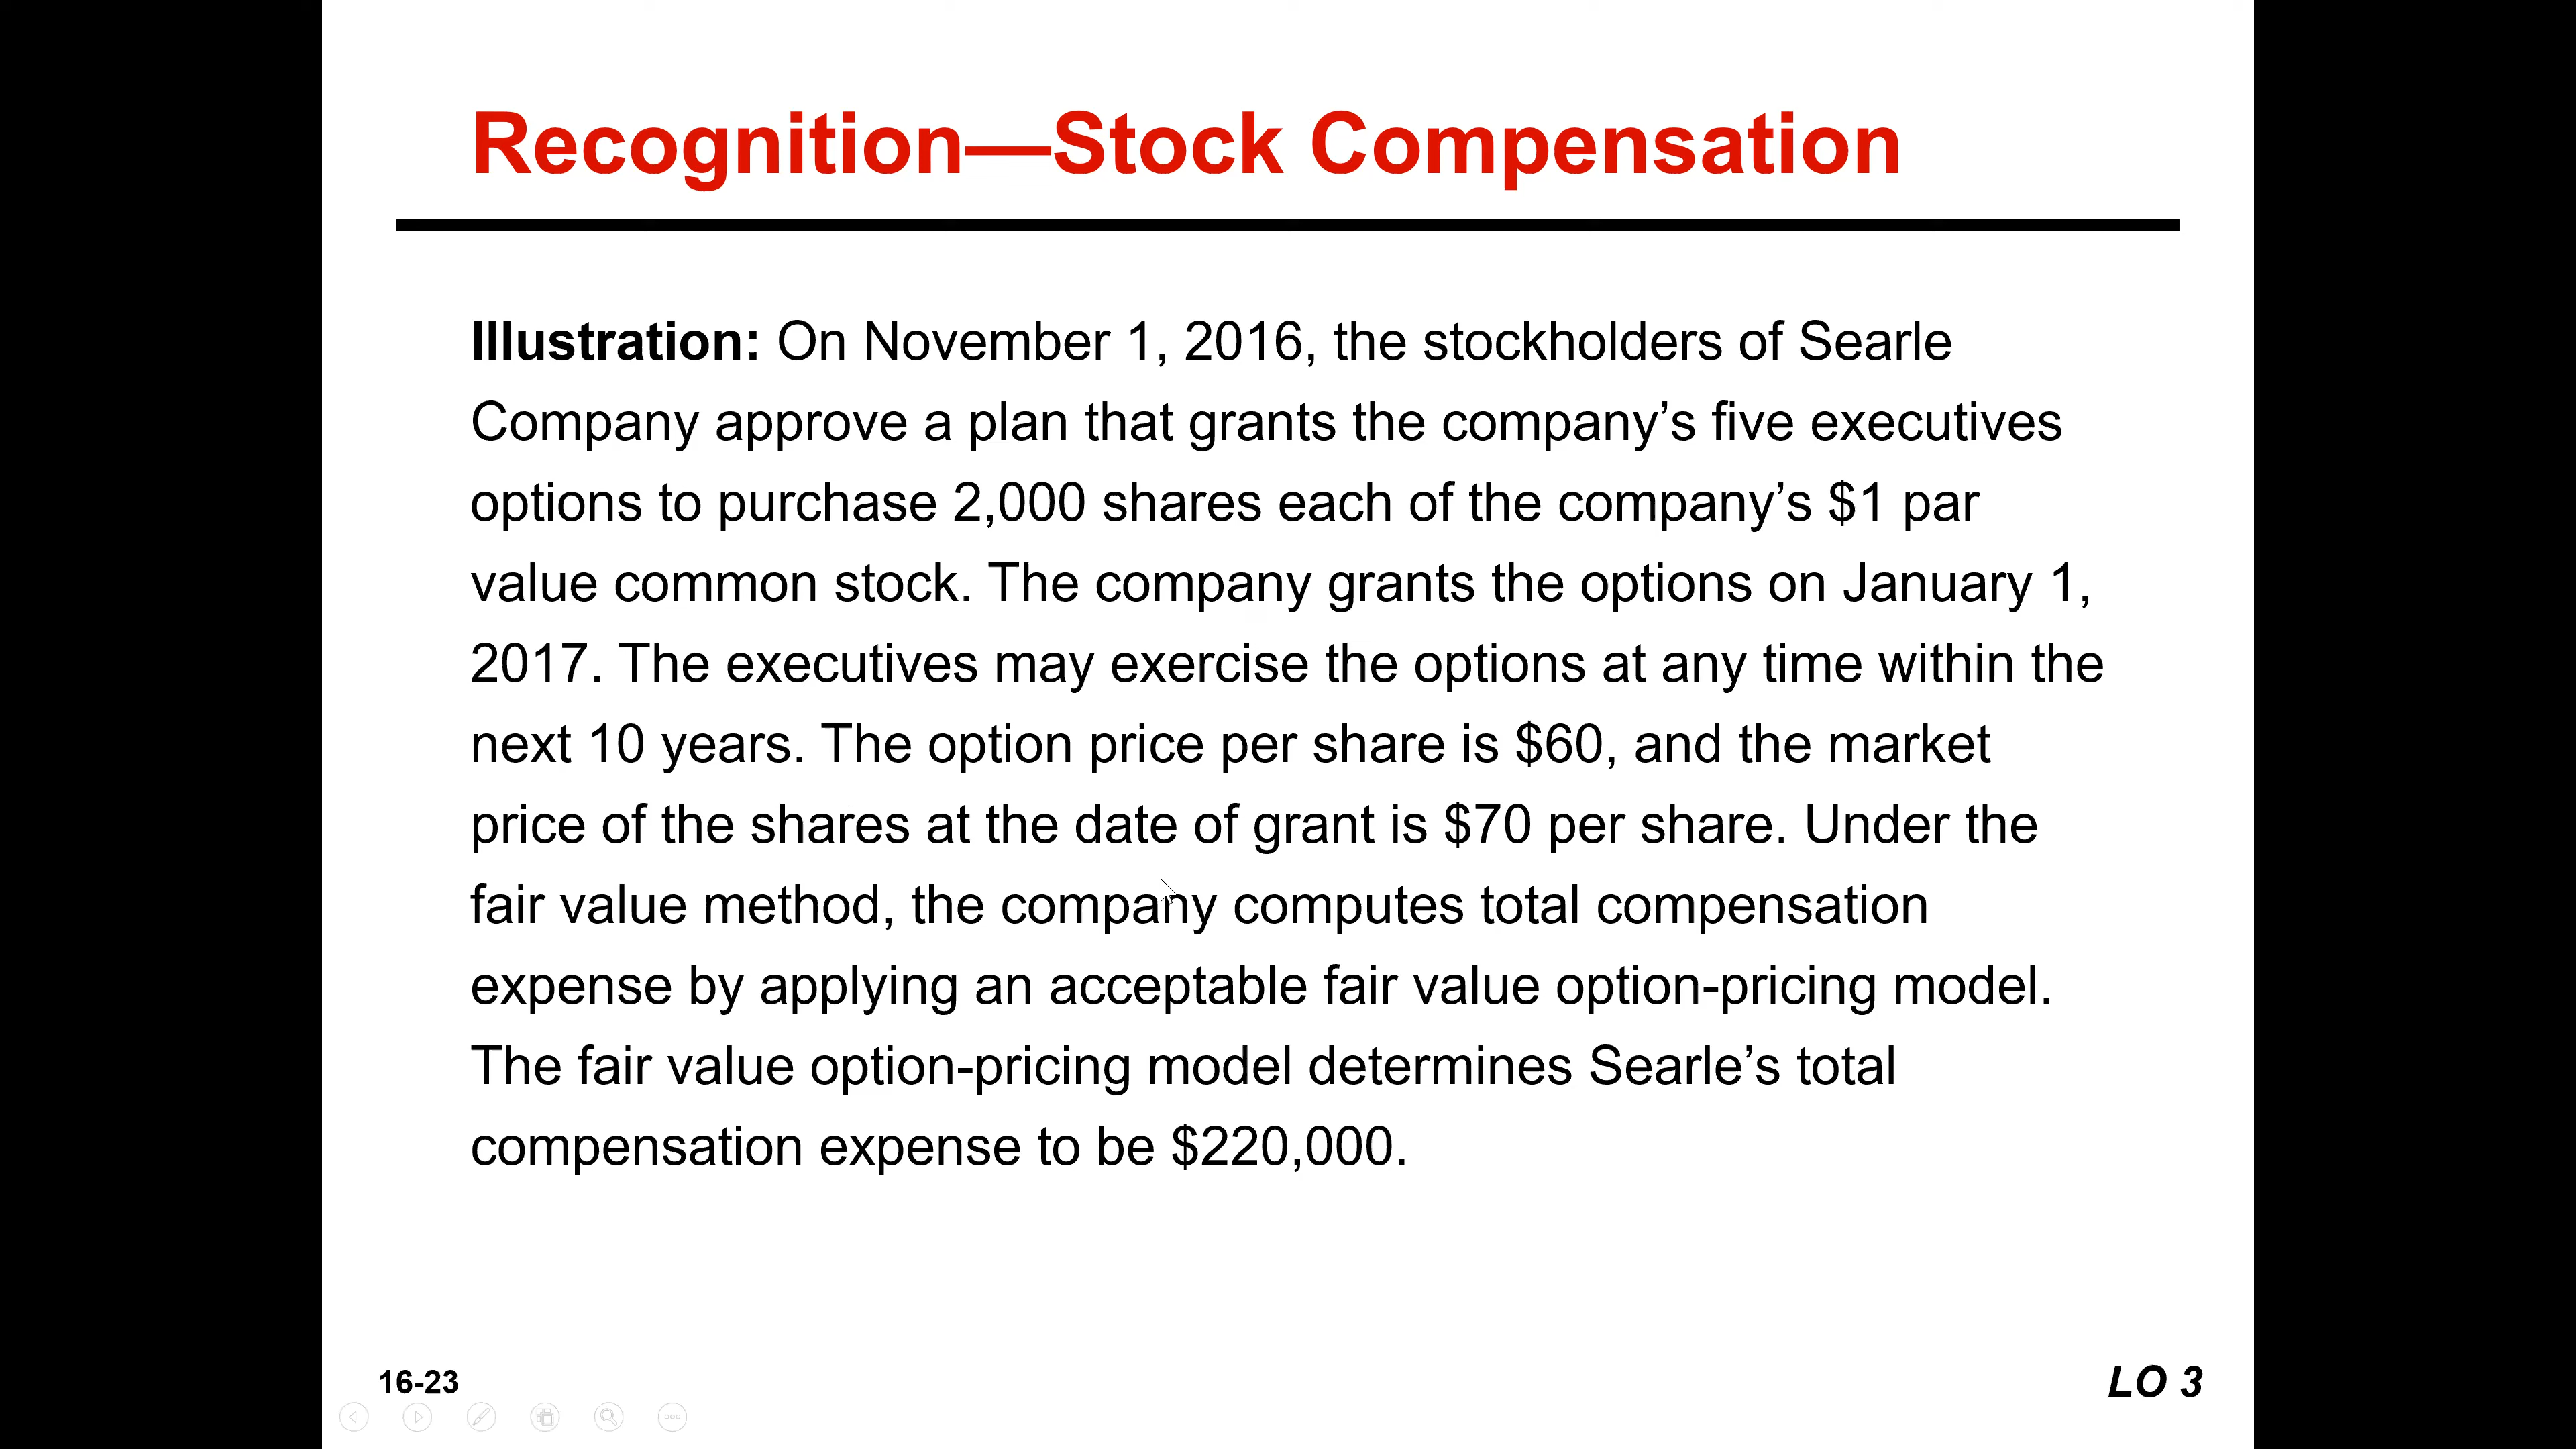 Recognition—Stock Compensation
Illustration: On November 1, 2016, the stockholders of Searle
Company approve a plan that grants the company’s five executives
options to purchase 2,000 shares each of the company’s $1 par
value common stock. The company grants the options on January 1,
2017. The executives may exercise the options at any time within the
next 10 years. The option price per share is $60, and the market
price of the shares at the date of grant is $70 per share. Under the
fair value method, the company computes total compensation
expense by applying an acceptable fair value option-pricing model.
The fair value option-pricing model determines Searle’s total
compensation expense to be $220,000.
16-23
LO 3